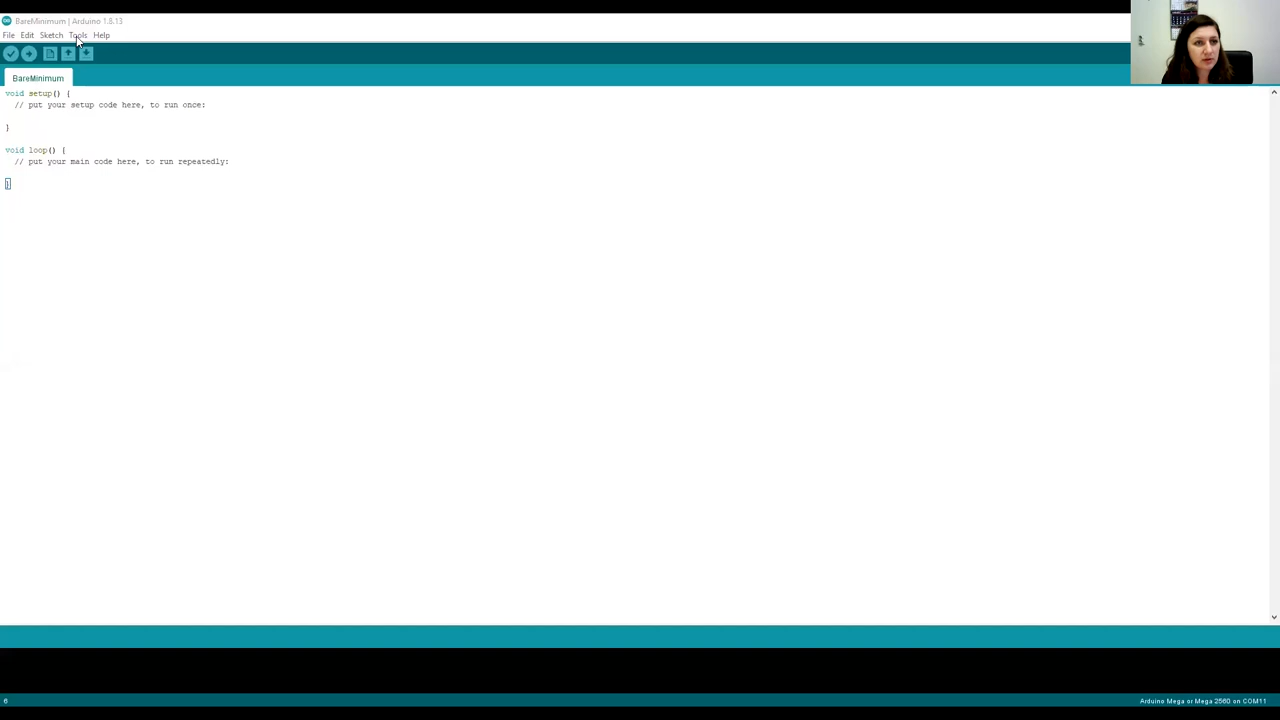 BareMinimum | Arduino 1.8.13
File Edit Sketch Tools Help
BareMinimum
void setup() {
// put your setup code here, to run once:
}
void loop() {
// put your main code here, to run repeatedly:
}
6
Arduino Mega or Mega 2560 on COM11